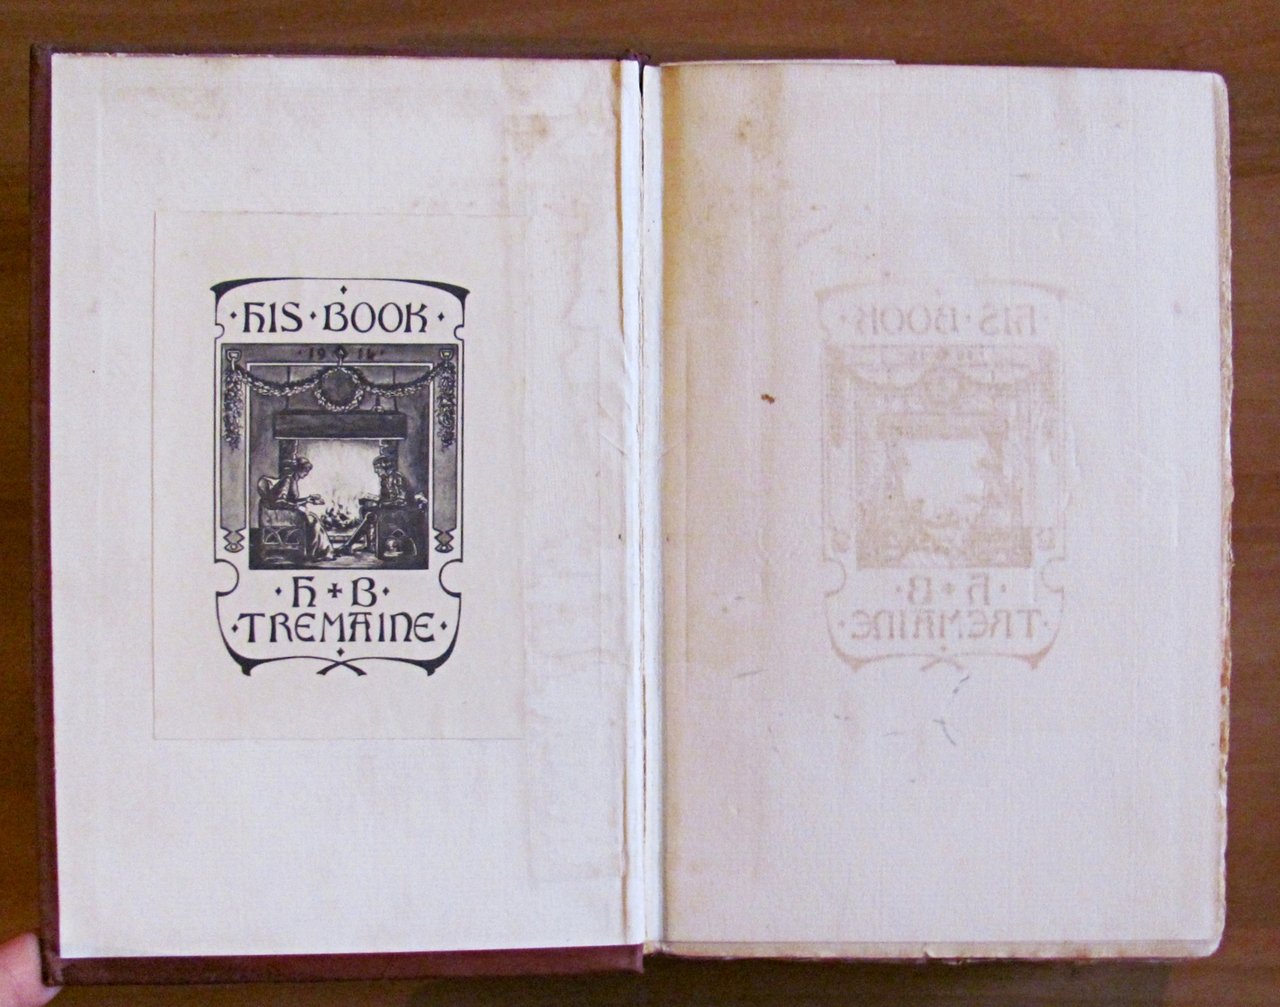 ·HIS·BOOK·
·19 14·
·H+B·
·TREMAINE·